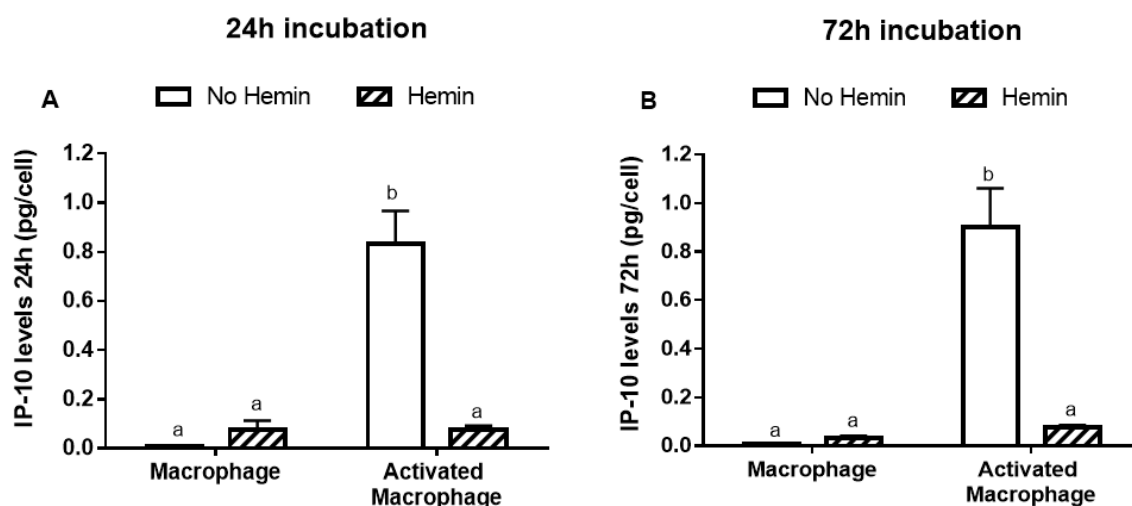 24h incubation
A
No Hemin
Hemin
IP-10 levels 24h (pg/cell)
1.2
1.0
0.8
0.6
0.4
0.2
0.0
a
a
b
a
Macrophage
Activated
Macrophage
72h incubation
B
No Hemin
Hemin
IP-10 levels 72h (pg/cell)
1.2
1.0
0.8
0.6
0.4
0.2
0.0
a
a
b
a
Macrophage
Activated
Macrophage